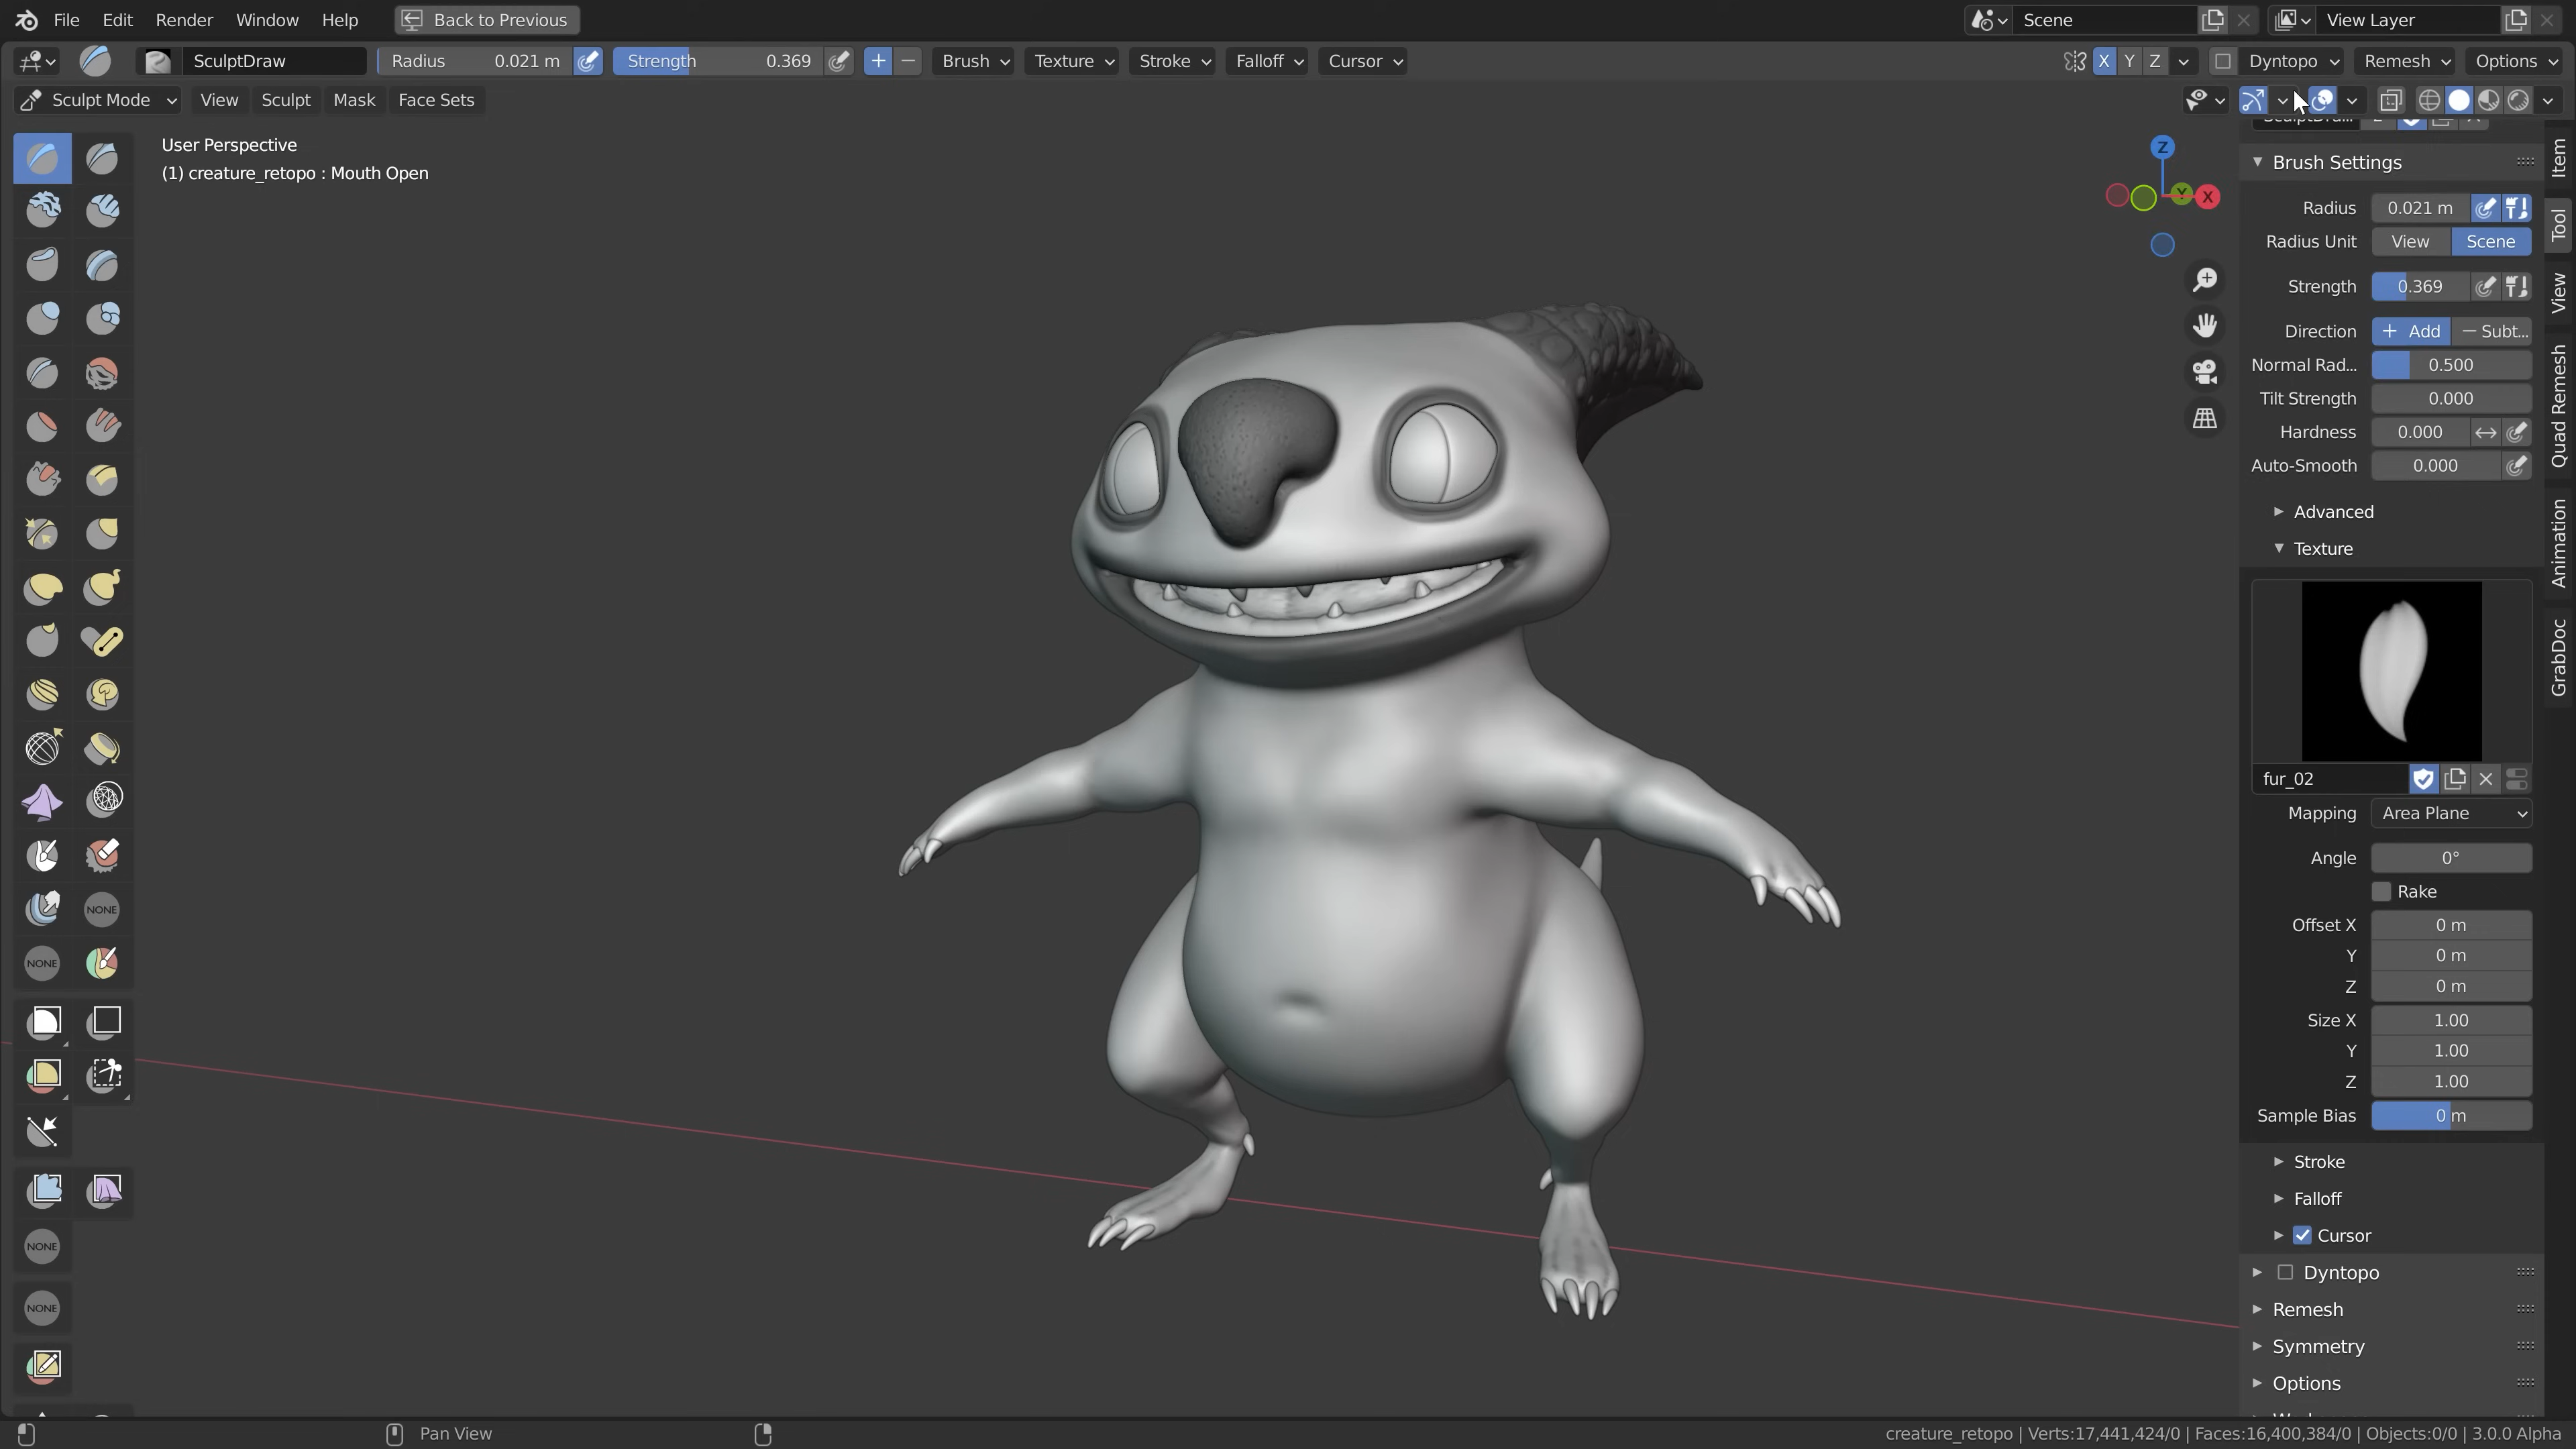 File Edit Render Window Help Back to Previous Scene View Layer
SculptDraw Radius 0.021 m Strength 0.369 Brush Texture Stroke Falloff Cursor X Y Z Dyntopo Remesh Options
Sculpt Mode View Sculpt Mask Face Sets
User Perspective
(1) creature_retopo : Mouth Open
Z
Y X
NONE
NONE
NONE
NONE
Brush Settings
Radius 0.021 m
Radius Unit View Scene
Strength 0.369
Direction + Add − Subt...
Normal Rad... 0.500
Tilt Strength 0.000
Hardness 0.000
Auto-Smooth 0.000
Advanced
Texture
fur_02
Mapping Area Plane
Angle 0°
Rake
Offset X 0 m
Y 0 m
Z 0 m
Size X 1.00
Y 1.00
Z 1.00
Sample Bias 0 m
Stroke
Falloff
Cursor
Dyntopo
Remesh
Symmetry
Options
Item
Tool
View
Quad Remesh
Animation
GrabDoc
Pan View
creature_retopo | Verts:17,441,424/0 | Faces:16,400,384/0 | Objects:0/0 | 3.0.0 Alpha